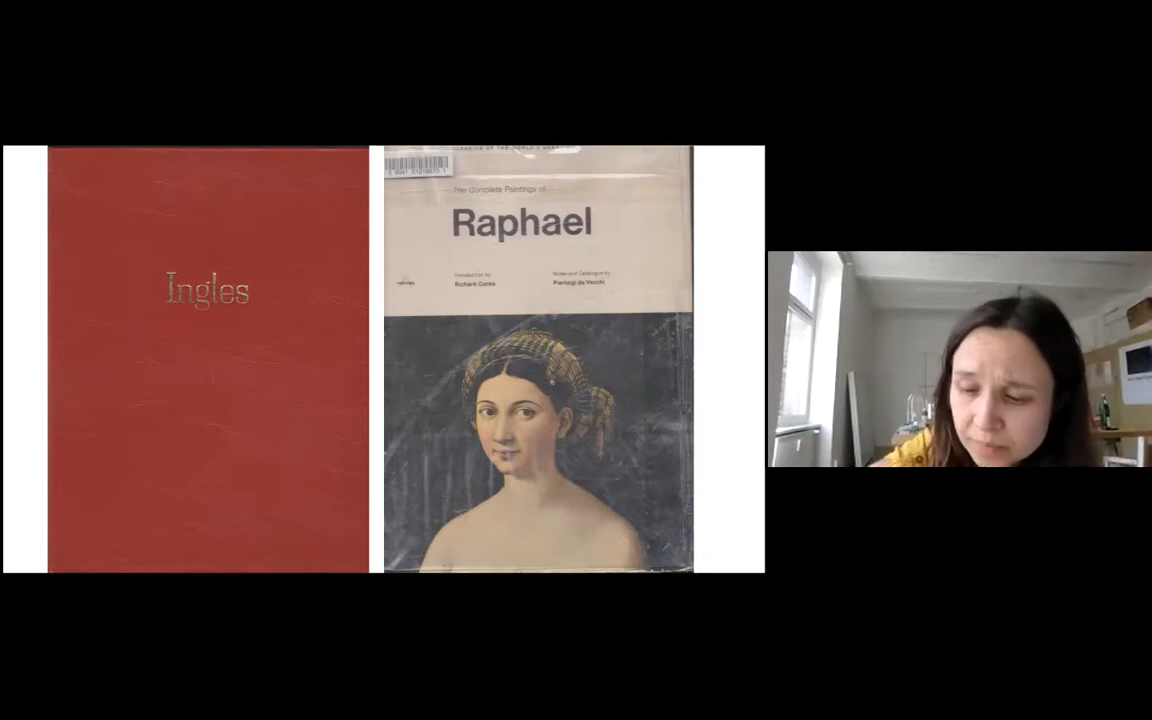 Ingles
The Complete Paintings of
Raphael
Introduction by
Richard Cocke
Notes and Catalogue by
Pierluigi de Vecchi